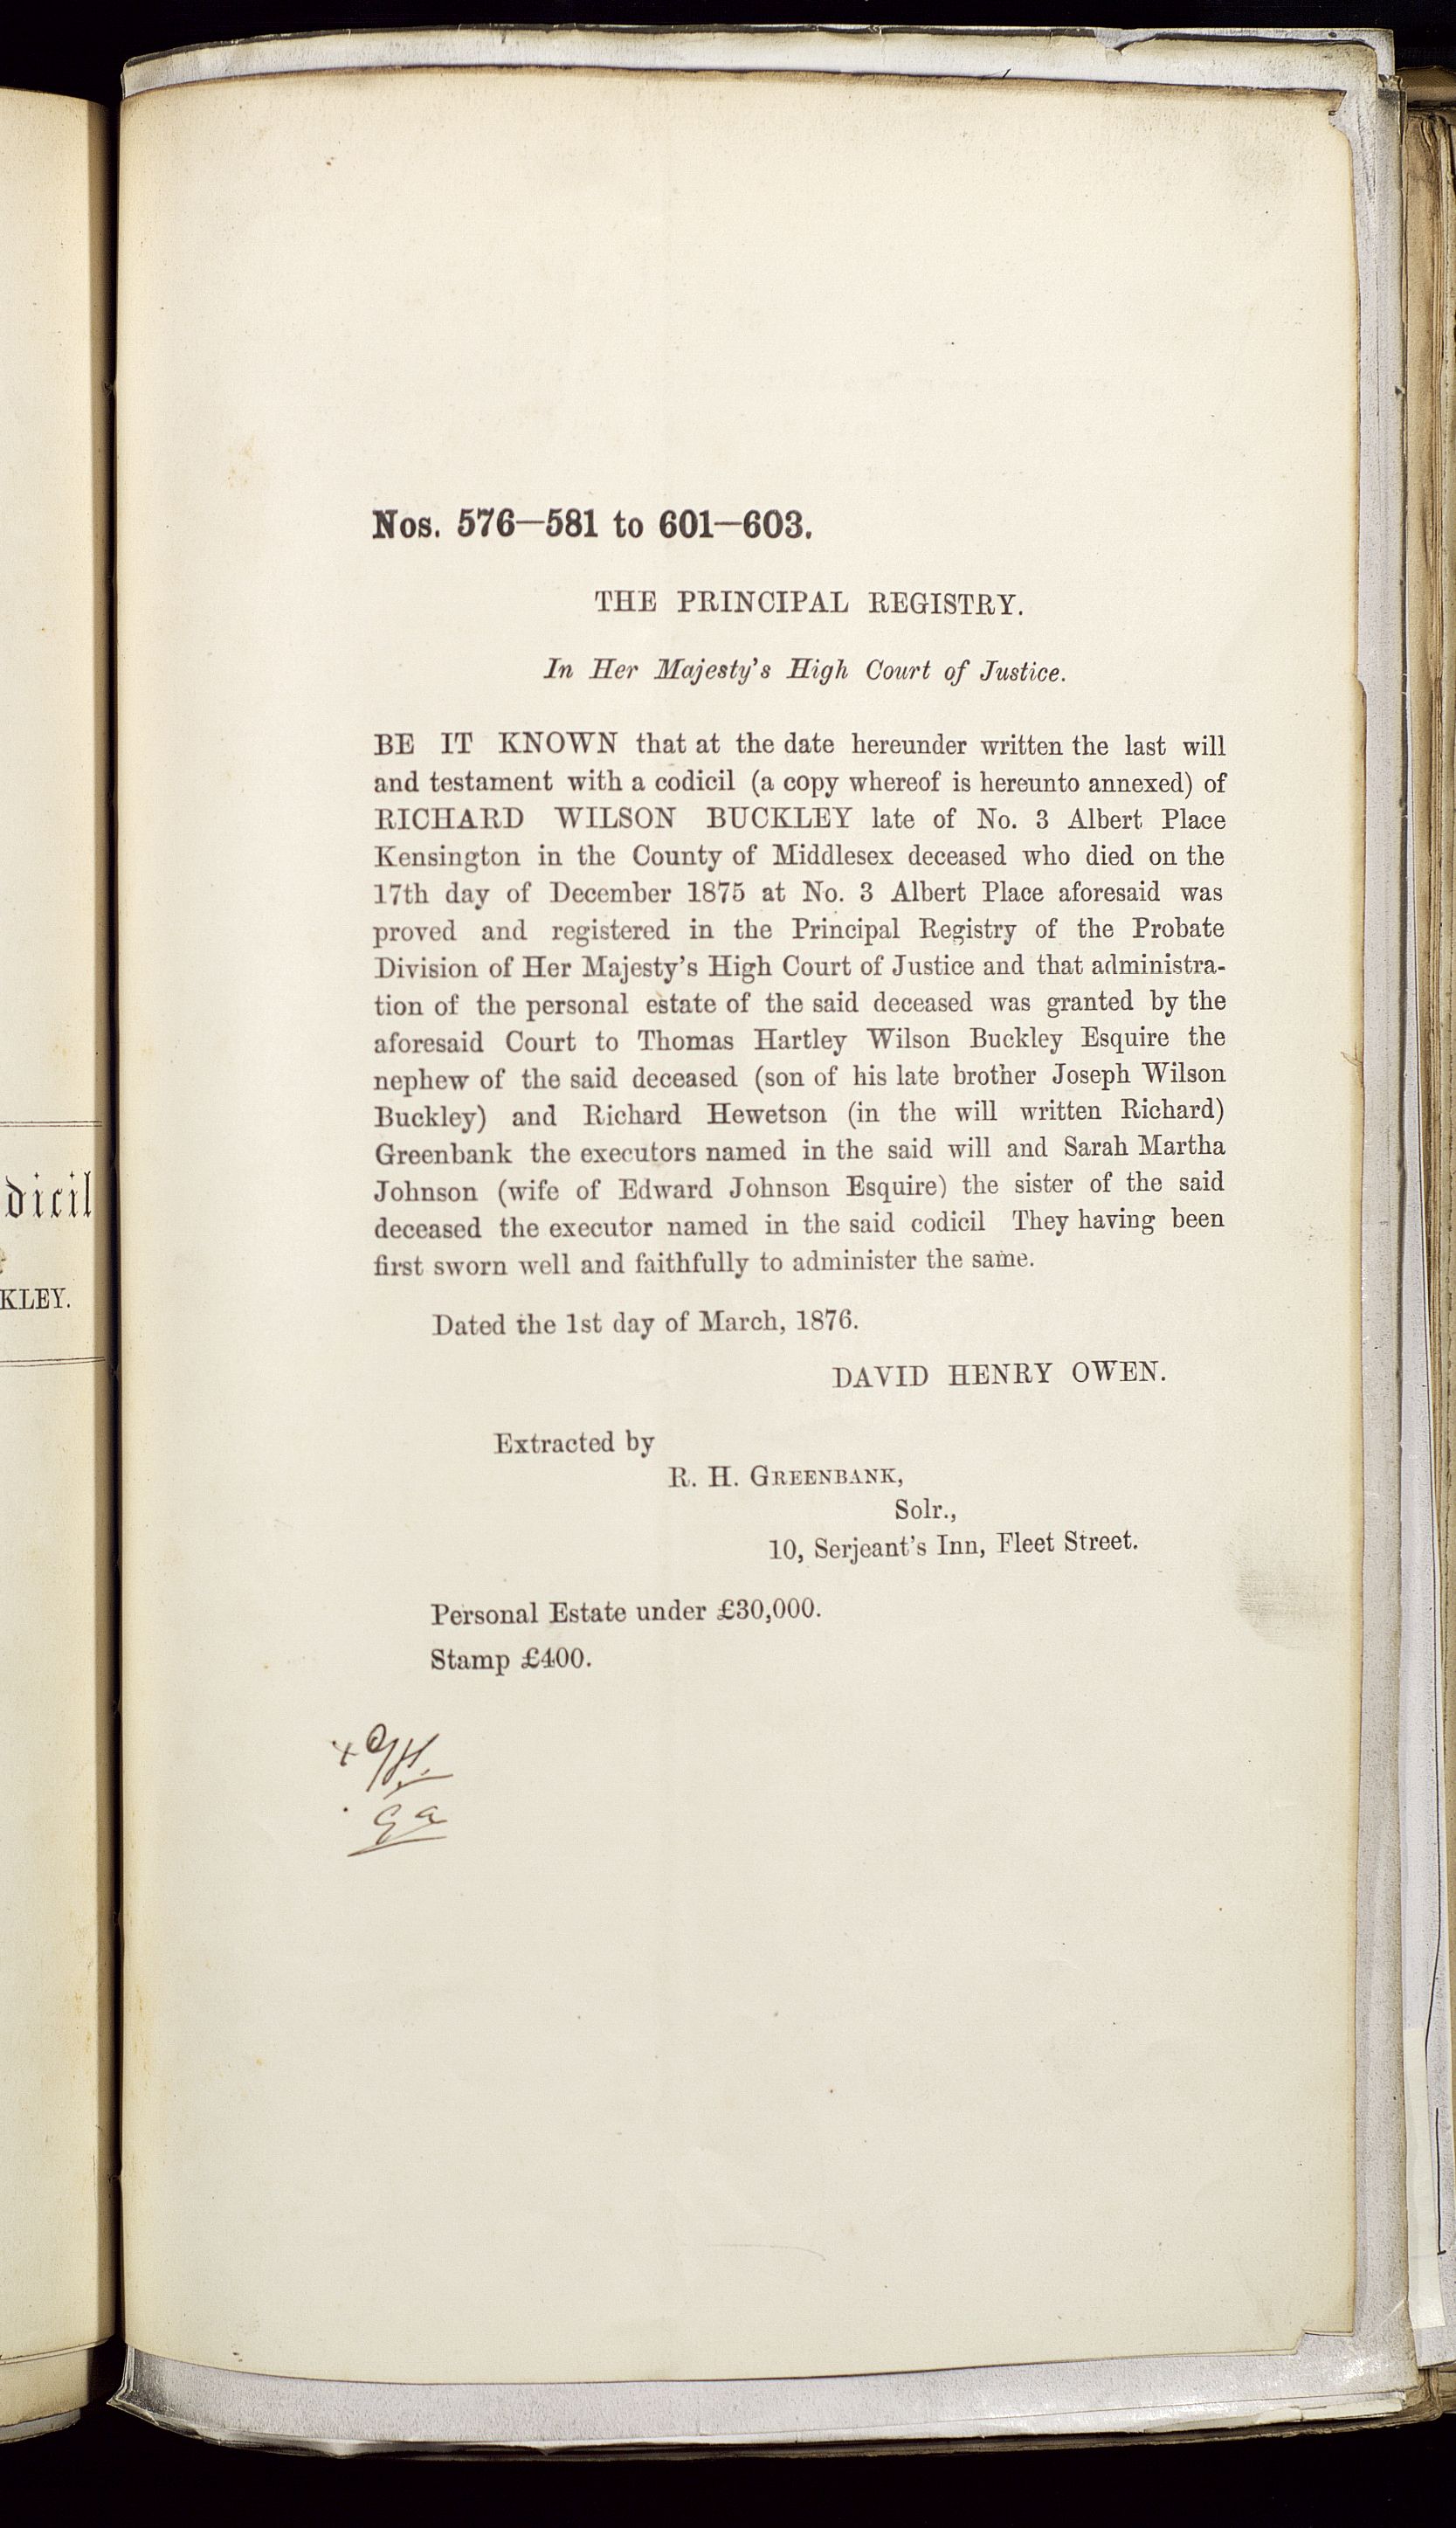 Nos. 576—581 to 601—603.
THE PRINCIPAL REGISTRY.
In Her Majesty's High Court of Justice.
BE IT KNOWN that at the date hereunder written the last will
and testament with a codicil (a copy whereof is hereunto annexed) of
RICHARD WILSON BUCKLEY late of No. 3 Albert Place
Kensington in the County of Middlesex deceased who died on the
17th day of December 1875 at No. 3 Albert Place aforesaid was
proved and registered in the Principal Registry of the Probate
Division of Her Majesty's High Court of Justice and that administra-
tion of the personal estate of the said deceased was granted by the
aforesaid Court to Thomas Hartley Wilson Buckley Esquire the
nephew of the said deceased (son of his late brother Joseph Wilson
Buckley) and Richard Hewetson (in the will written Richard)
Greenbank the executors named in the said will and Sarah Martha
Johnson (wife of Edward Johnson Esquire) the sister of the said
deceased the executor named in the said codicil They having been
first sworn well and faithfully to administer the same.
Dated the 1st day of March, 1876.
DAVID HENRY OWEN.
Extracted by
R. H. GREENBANK,
Solr.,
10, Serjeant's Inn, Fleet Street.
Personal Estate under £30,000.
Stamp £400.
dicil
KLEY.